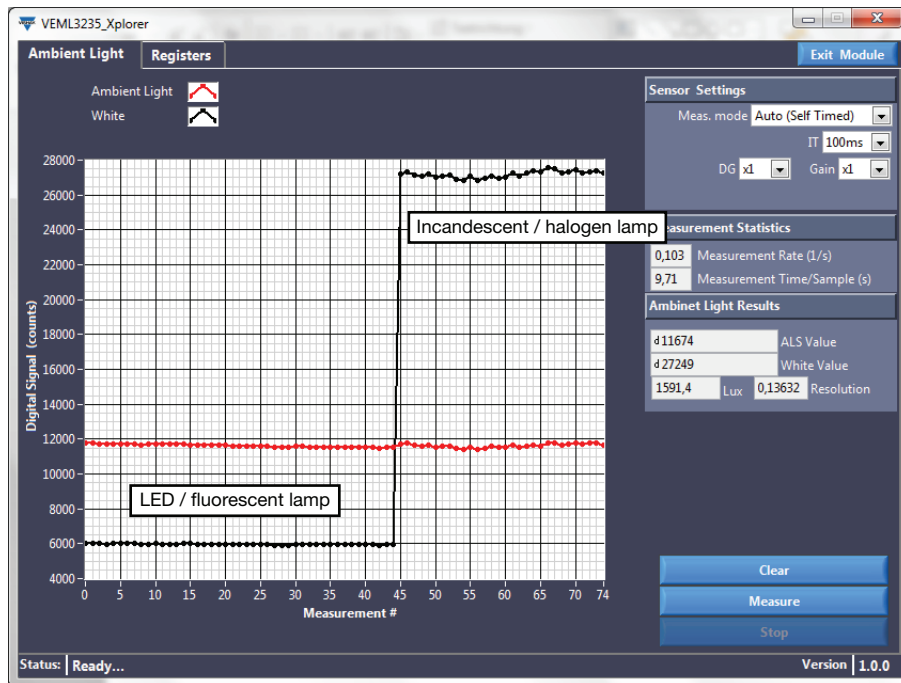 VEML3235_Xplorer
Ambient Light Registers Exit Module
Ambient Light
White
Sensor Settings
Meas. mode Auto (Self Timed)
IT 100ms
DG x1 Gain x1
easurement Statistics
0,103 Measurement Rate (1/s)
9,71 Measurement Time/Sample (s)
Ambinet Light Results
d 11674 ALS Value
d 27249 White Value
1591,4 Lux 0,13632 Resolution
Digital Signal (counts)
28000
26000
24000
22000
20000
18000
16000
14000
12000
10000
8000
6000
4000
Incandescent / halogen lamp
LED / fluorescent lamp
0 5 10 15 20 25 30 35 40 45 50 55 60 65 70 74
Measurement #
Clear
Measure
Stop
Status: Ready... Version 1.0.0